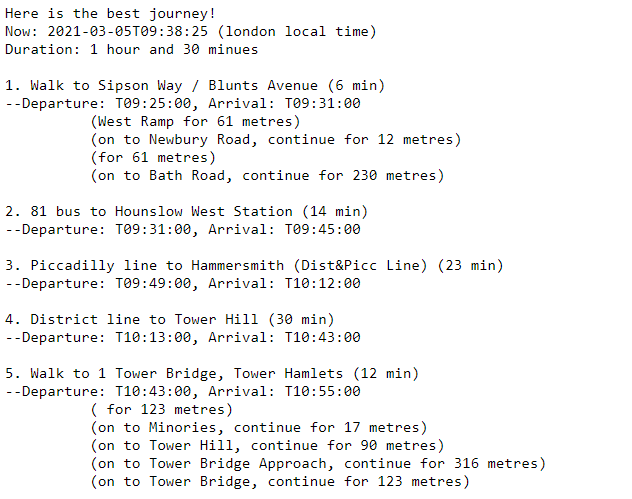 Here is the best journey!
Now: 2021-03-05T09:38:25 (london local time)
Duration: 1 hour and 30 minues
1. Walk to Sipson Way / Blunts Avenue (6 min)
--Departure: T09:25:00, Arrival: T09:31:00
(West Ramp for 61 metres)
(on to Newbury Road, continue for 12 metres)
(for 61 metres)
(on to Bath Road, continue for 230 metres)
2. 81 bus to Hounslow West Station (14 min)
--Departure: T09:31:00, Arrival: T09:45:00
3. Piccadilly line to Hammersmith (Dist&Picc Line) (23 min)
--Departure: T09:49:00, Arrival: T10:12:00
4. District line to Tower Hill (30 min)
--Departure: T10:13:00, Arrival: T10:43:00
5. Walk to 1 Tower Bridge, Tower Hamlets (12 min)
--Departure: T10:43:00, Arrival: T10:55:00
( for 123 metres)
(on to Minories, continue for 17 metres)
(on to Tower Hill, continue for 90 metres)
(on to Tower Bridge Approach, continue for 316 metres)
(on to Tower Bridge, continue for 123 metres)